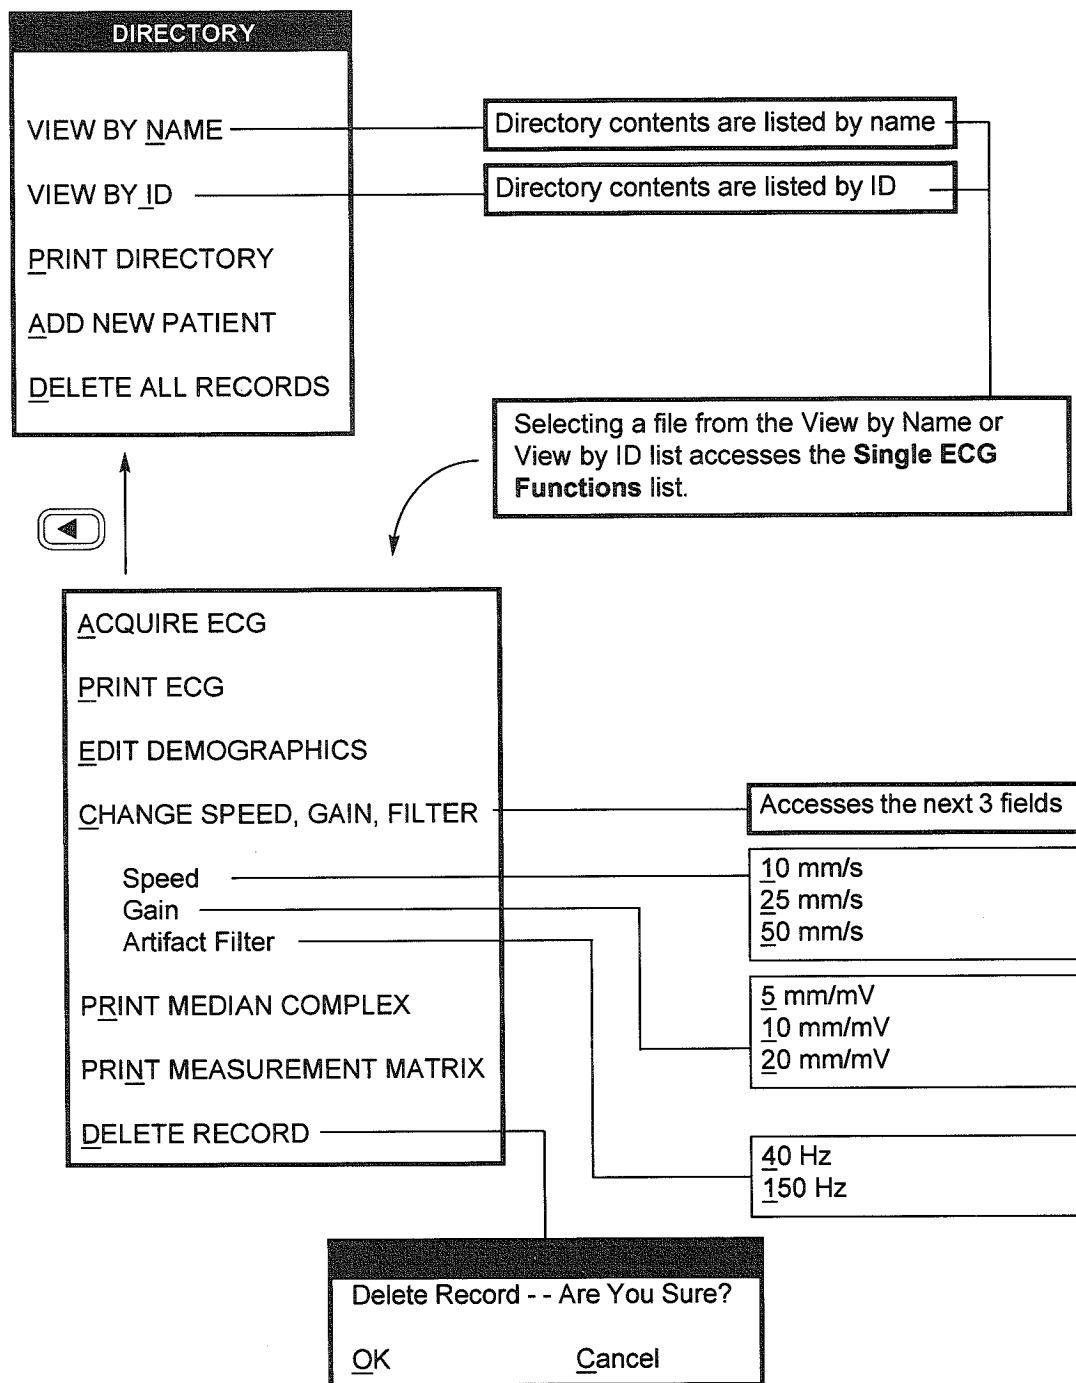 DIRECTORY
VIEW BY NAME
Directory contents are listed by name
VIEW BY ID
Directory contents are listed by ID
PRINT DIRECTORY
ADD NEW PATIENT
DELETE ALL RECORDS
Selecting a file from the View by Name or
View by ID list accesses the Single ECG
Functions list.
ACQUIRE ECG
PRINT ECG
EDIT DEMOGRAPHICS
CHANGE SPEED, GAIN, FILTER
Accesses the next 3 fields
Speed
Gain
Artifact Filter
10 mm/s
25 mm/s
50 mm/s
PRINT MEDIAN COMPLEX
5 mm/mV
10 mm/mV
20 mm/mV
PRINT MEASUREMENT MATRIX
DELETE RECORD
40 Hz
150 Hz
Delete Record - - Are You Sure?
OK Cancel